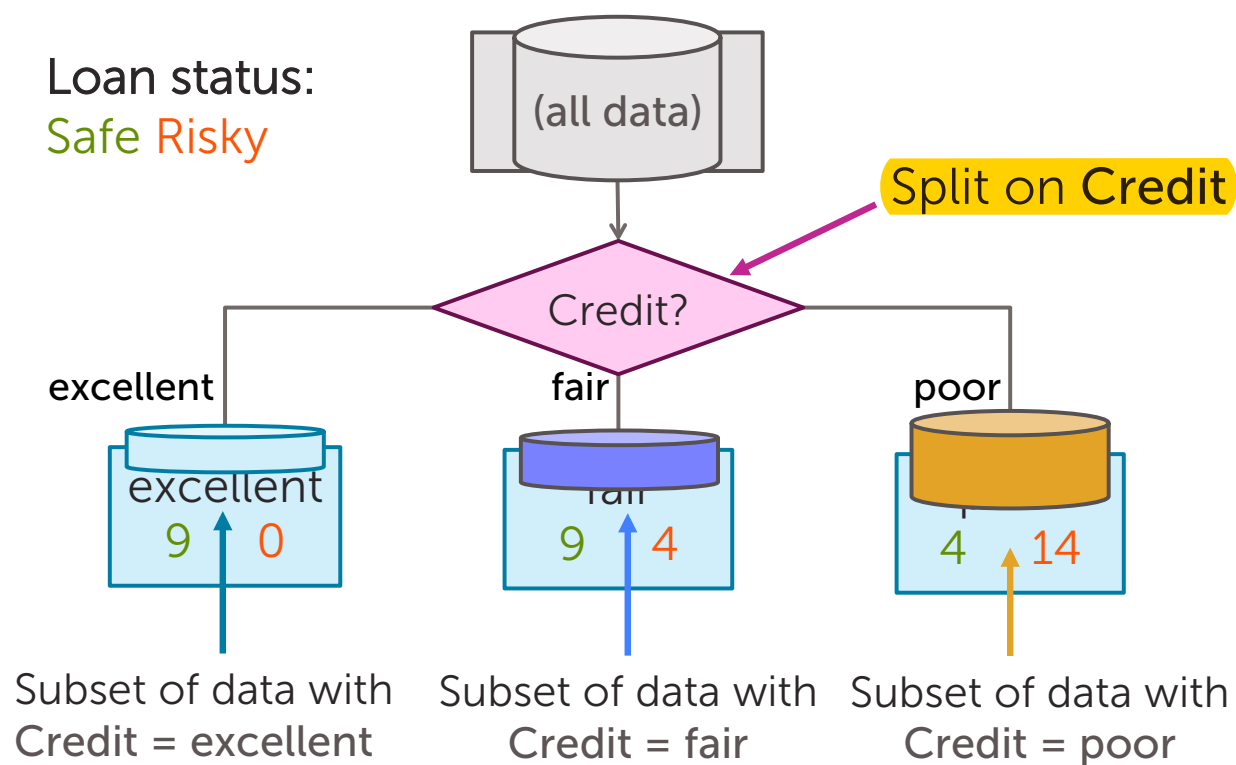 Loan status:
Safe Risky
(all data)
Split on Credit
Credit?
excellent
fair
poor
excellent
fair
9 0
9 4
4 14
Subset of data with
Credit = excellent
Subset of data with
Credit = fair
Subset of data with
Credit = poor